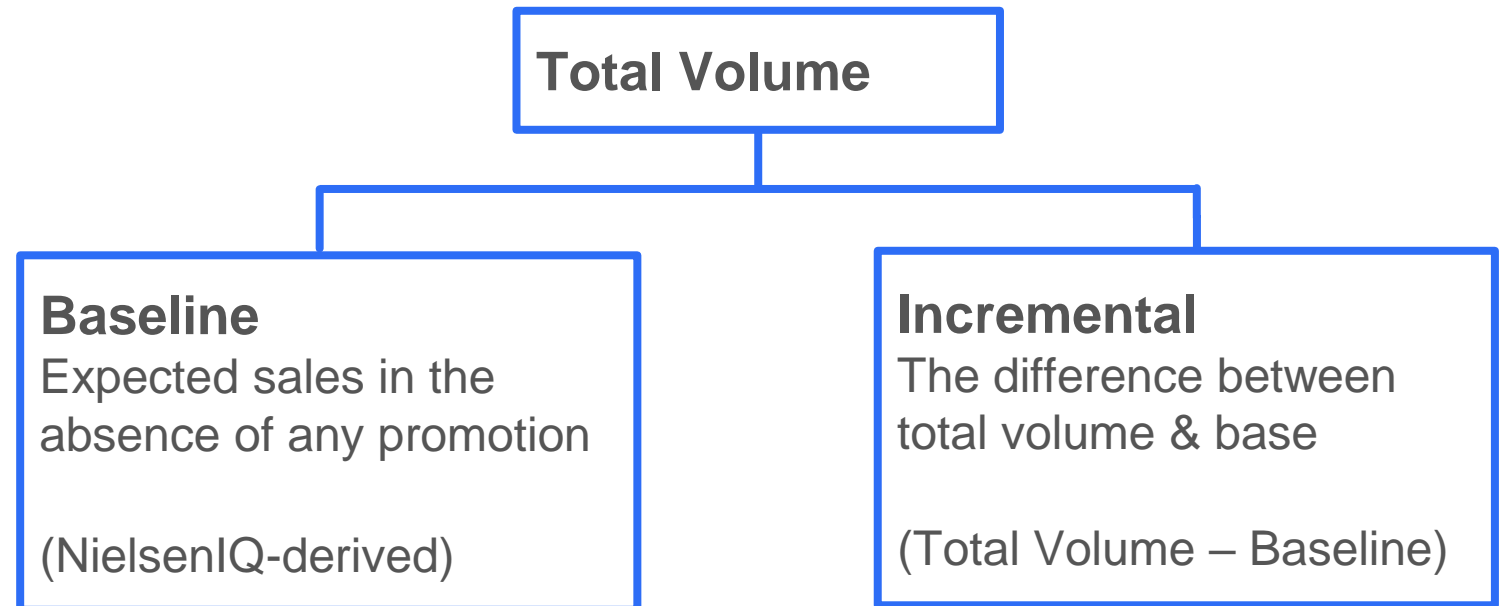 Total Volume
Baseline
Expected sales in the
absence of any promotion
(NielsenIQ-derived)
Incremental
The difference between
total volume & base
(Total Volume – Baseline)